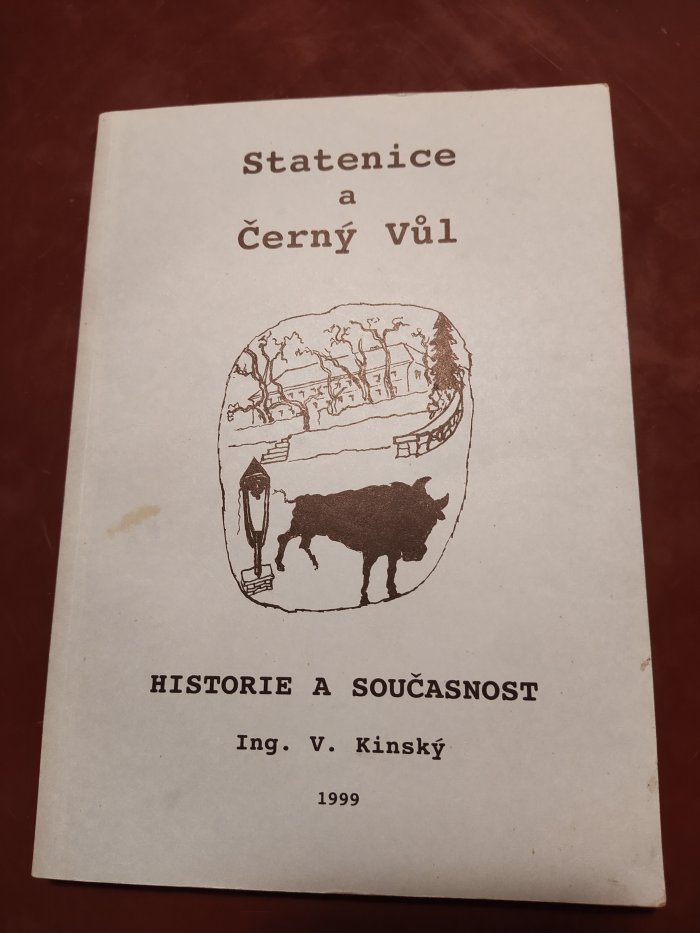 Statenice
a
Černý Vůl
HISTORIE A SOUČASNOST
Ing. V. Kinský
1999